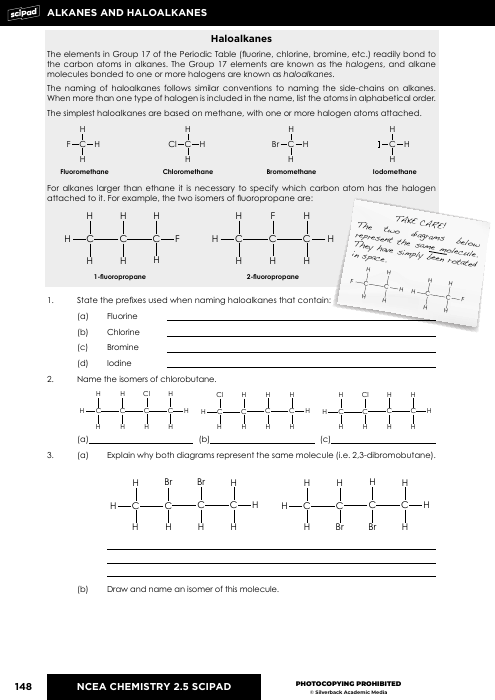 scipad ALKANES AND HALOALKANES
Haloalkanes
The elements in Group 17 of the Periodic Table (fluorine, chlorine, bromine, etc.) readily bond to
the carbon atoms in alkanes. The Group 17 elements are known as the halogens, and alkane
molecules bonded to one or more halogens are known as haloalkanes.
The naming of haloalkanes follows similar conventions to naming the side-chains on alkanes.
When more than one type of halogen is included in the name, list the atoms in alphabetical order.
The simplest haloalkanes are based on methane, with one or more halogen atoms attached.
H H H H
F C H Cl C H Br C H I C H
H H H H
Fluoromethane Chloromethane Bromomethane Iodomethane
For alkanes larger than ethane it is necessary to specify which carbon atom has the halogen
attached to it. For example, the two isomers of fluoropropane are:
H H H H F H
H C C C F H C C C H
H H H H H H
1-fluoropropane 2-fluoropropane
TAKE CARE!
The two diagrams below
represent the same molecule.
They have simply been rotated
in space.
H H H H
F C C H H C C F
H H H H
1. State the prefixes used when naming haloalkanes that contain:
(a) Fluorine
(b) Chlorine
(c) Bromine
(d) Iodine
2. Name the isomers of chlorobutane.
H H Cl H Cl H H H H Cl H H
H C C C C H H C C C C H H C C C C H
H H H H H H H H H H H H
(a) (b) (c)
3. (a) Explain why both diagrams represent the same molecule (i.e. 2,3-dibromobutane).
H Br Br H H H H H
H C C C C H H C C C C H
H H H H H Br Br H
(b) Draw and name an isomer of this molecule.
148 NCEA CHEMISTRY 2.5 SCIPAD PHOTOCOPYING PROHIBITED
© Silverback Academic Media